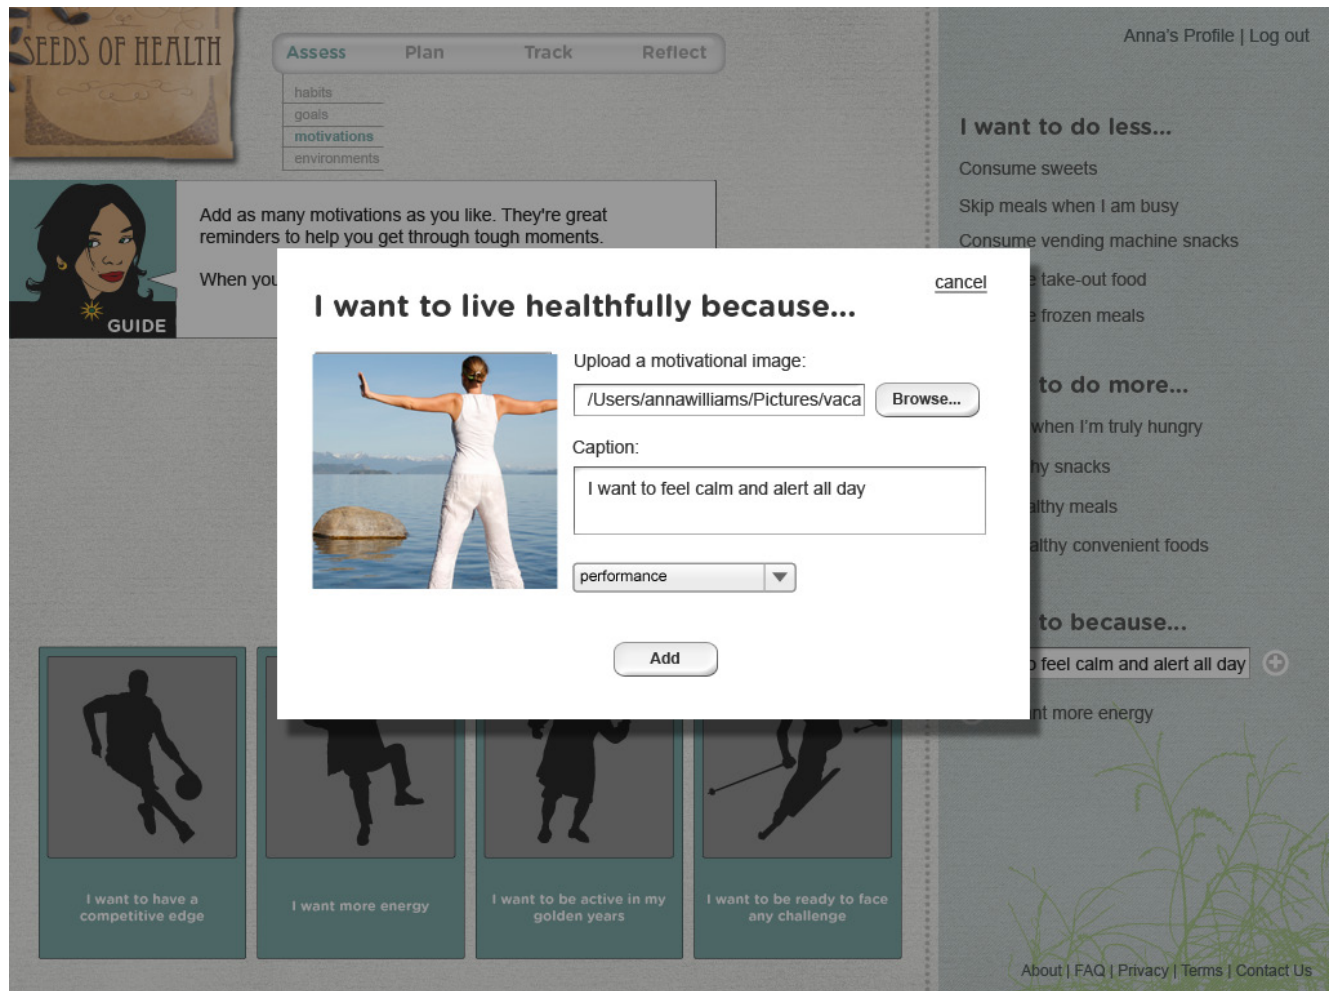 SEEDS OF HEALTH
Assess Plan Track Reflect
habits
goals
motivations
environments
Anna's Profile | Log out
GUIDE
Add as many motivations as you like. They're great
reminders to help you get through tough moments.
When you
I want to live healthfully because...
cancel
Upload a motivational image:
/Users/annawilliams/Pictures/vaca
Browse...
Caption:
I want to feel calm and alert all day
performance
Add
I want to have a
competitive edge
I want more energy
I want to be active in my
golden years
I want to be ready to face
any challenge
I want to do less...
Consume sweets
Skip meals when I am busy
Consume vending machine snacks
take-out food
frozen meals
to do more...
when I'm truly hungry
snacks
meals
convenient foods
to because...
feel calm and alert all day
more energy
About | FAQ | Privacy | Terms | Contact Us